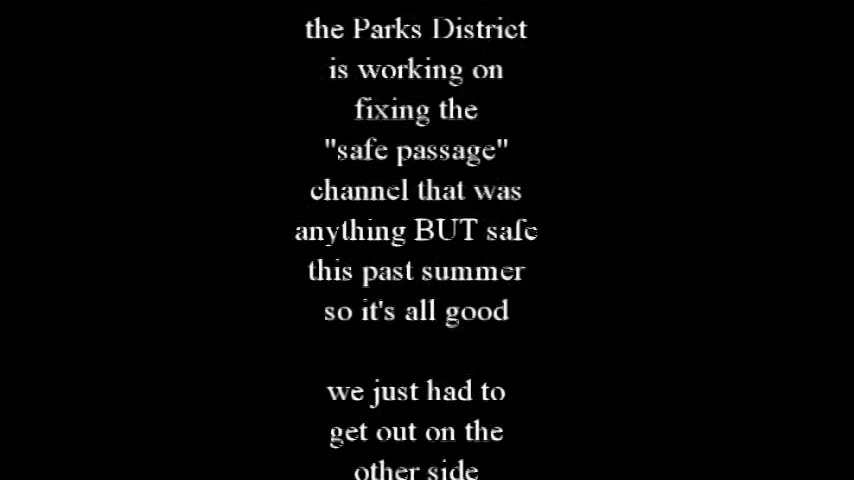 the Parks District
is working on
fixing the
"safe passage"
channel that was
anything BUT safe
this past summer
so it's all good
we just had to
get out on the
other side